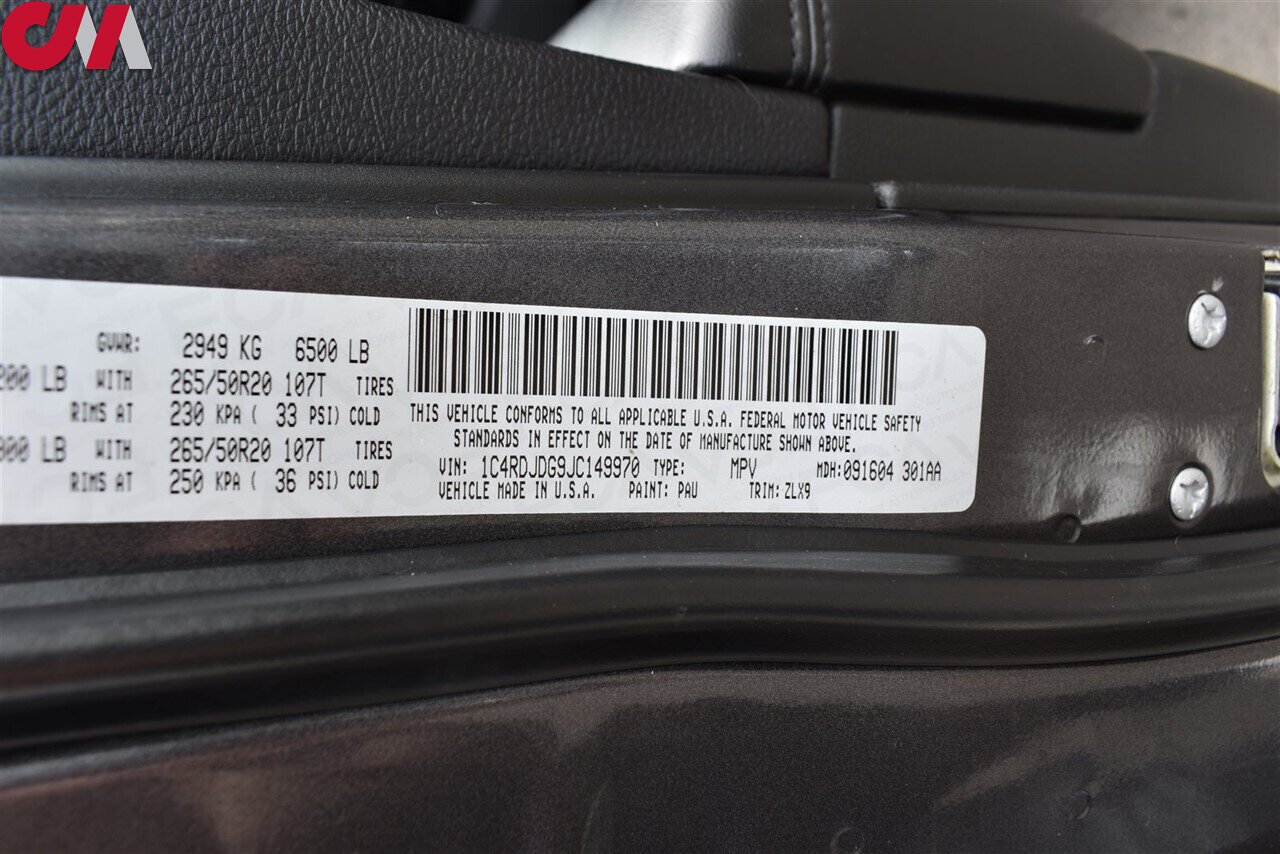 CM
GVWR: 2949 KG 6500 LB
LB WITH 265/50R20 107T TIRES
RIMS AT 230 KPA ( 33 PSI) COLD
LB WITH 265/50R20 107T TIRES
RIMS AT 250 KPA ( 36 PSI) COLD
THIS VEHICLE CONFORMS TO ALL APPLICABLE U.S.A. FEDERAL MOTOR VEHICLE SAFETY
STANDARDS IN EFFECT ON THE DATE OF MANUFACTURE SHOWN ABOVE.
VIN: 1C4RDJDG9JC149970 TYPE: MPV MDH: 091604 301AA
VEHICLE MADE IN U.S.A. PAINT: PAU TRIM: ZLX9